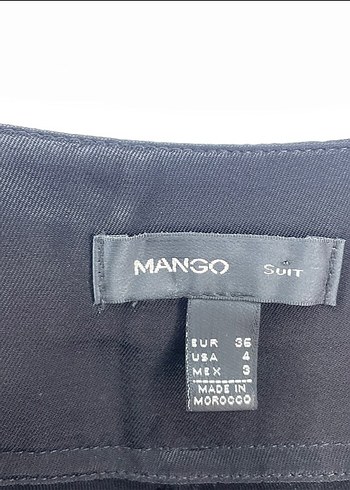 MANGO SUIT
EUR 36
USA 4
MEX 3
MADE IN
MOROCCO